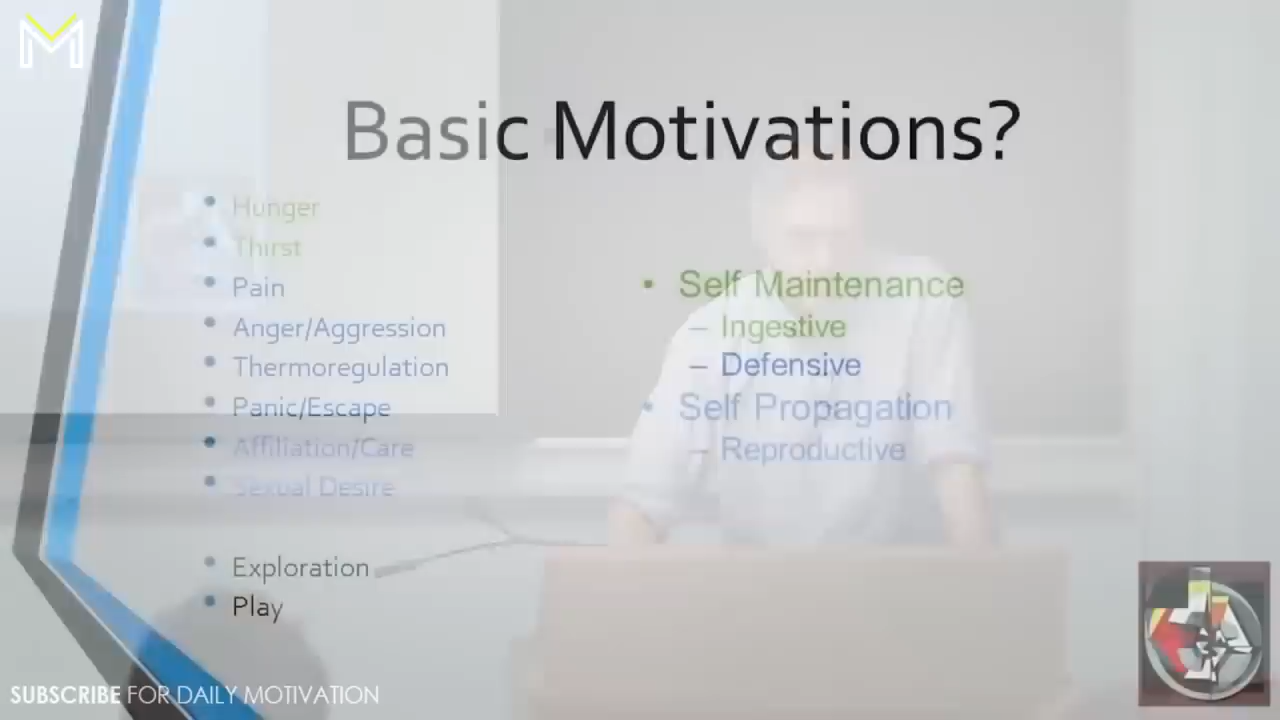 M
Basic Motivations?
• Hunger
• Thirst
• Pain
• Anger/Aggression
• Thermoregulation
• Panic/Escape
• Affiliation/Care
• Sexual Desire
• Exploration
• Play
• Self Maintenance
– Ingestive
– Defensive
• Self Propagation
– Reproductive
SUBSCRIBE FOR DAILY MOTIVATION